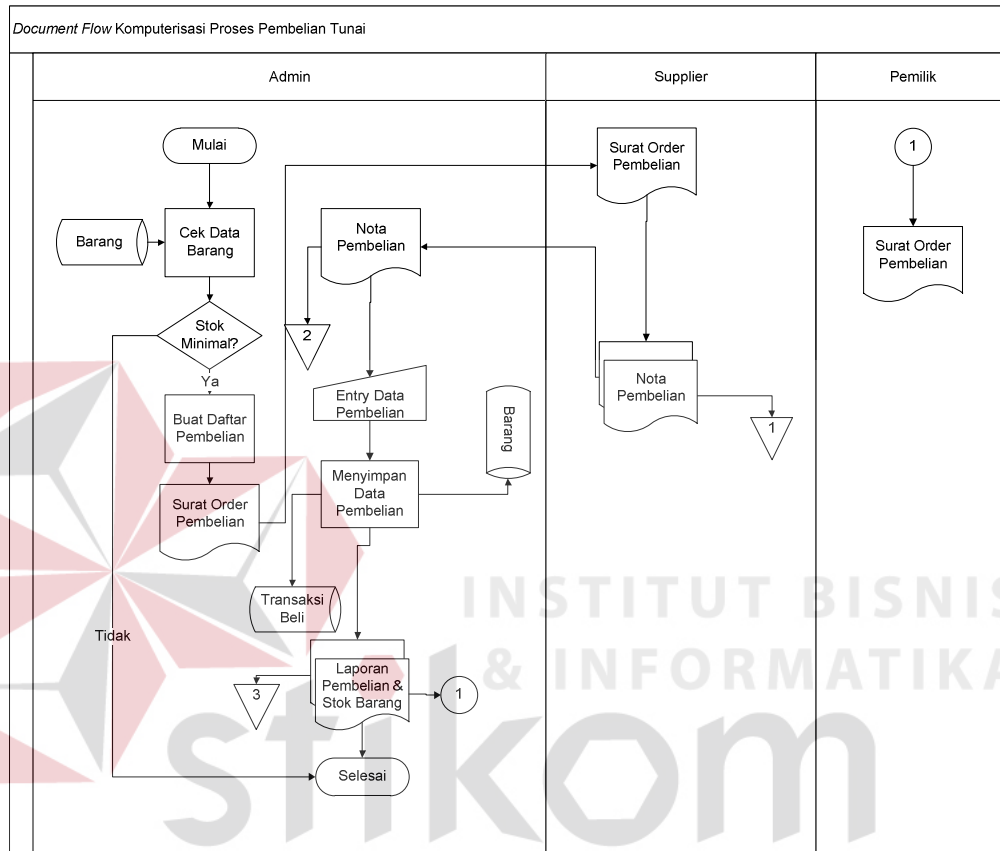 Document Flow Komputerisasi Proses Pembelian Tunai
Admin
Supplier
Pemilik
Mulai
Barang
Cek Data
Barang
Stok
Minimal?
Ya
Buat Daftar
Pembelian
Surat Order
Pembelian
Tidak
Nota
Pembelian
2
Entry Data
Pembelian
Menyimpan
Data
Pembelian
Barang
Transaksi
Beli
Laporan
Pembelian &
Stok Barang
3
1
Selesai
Surat Order
Pembelian
Nota
Pembelian
1
1
Surat Order
Pembelian
INSTITUT BISNIS
& INFORMATIKA
stikom